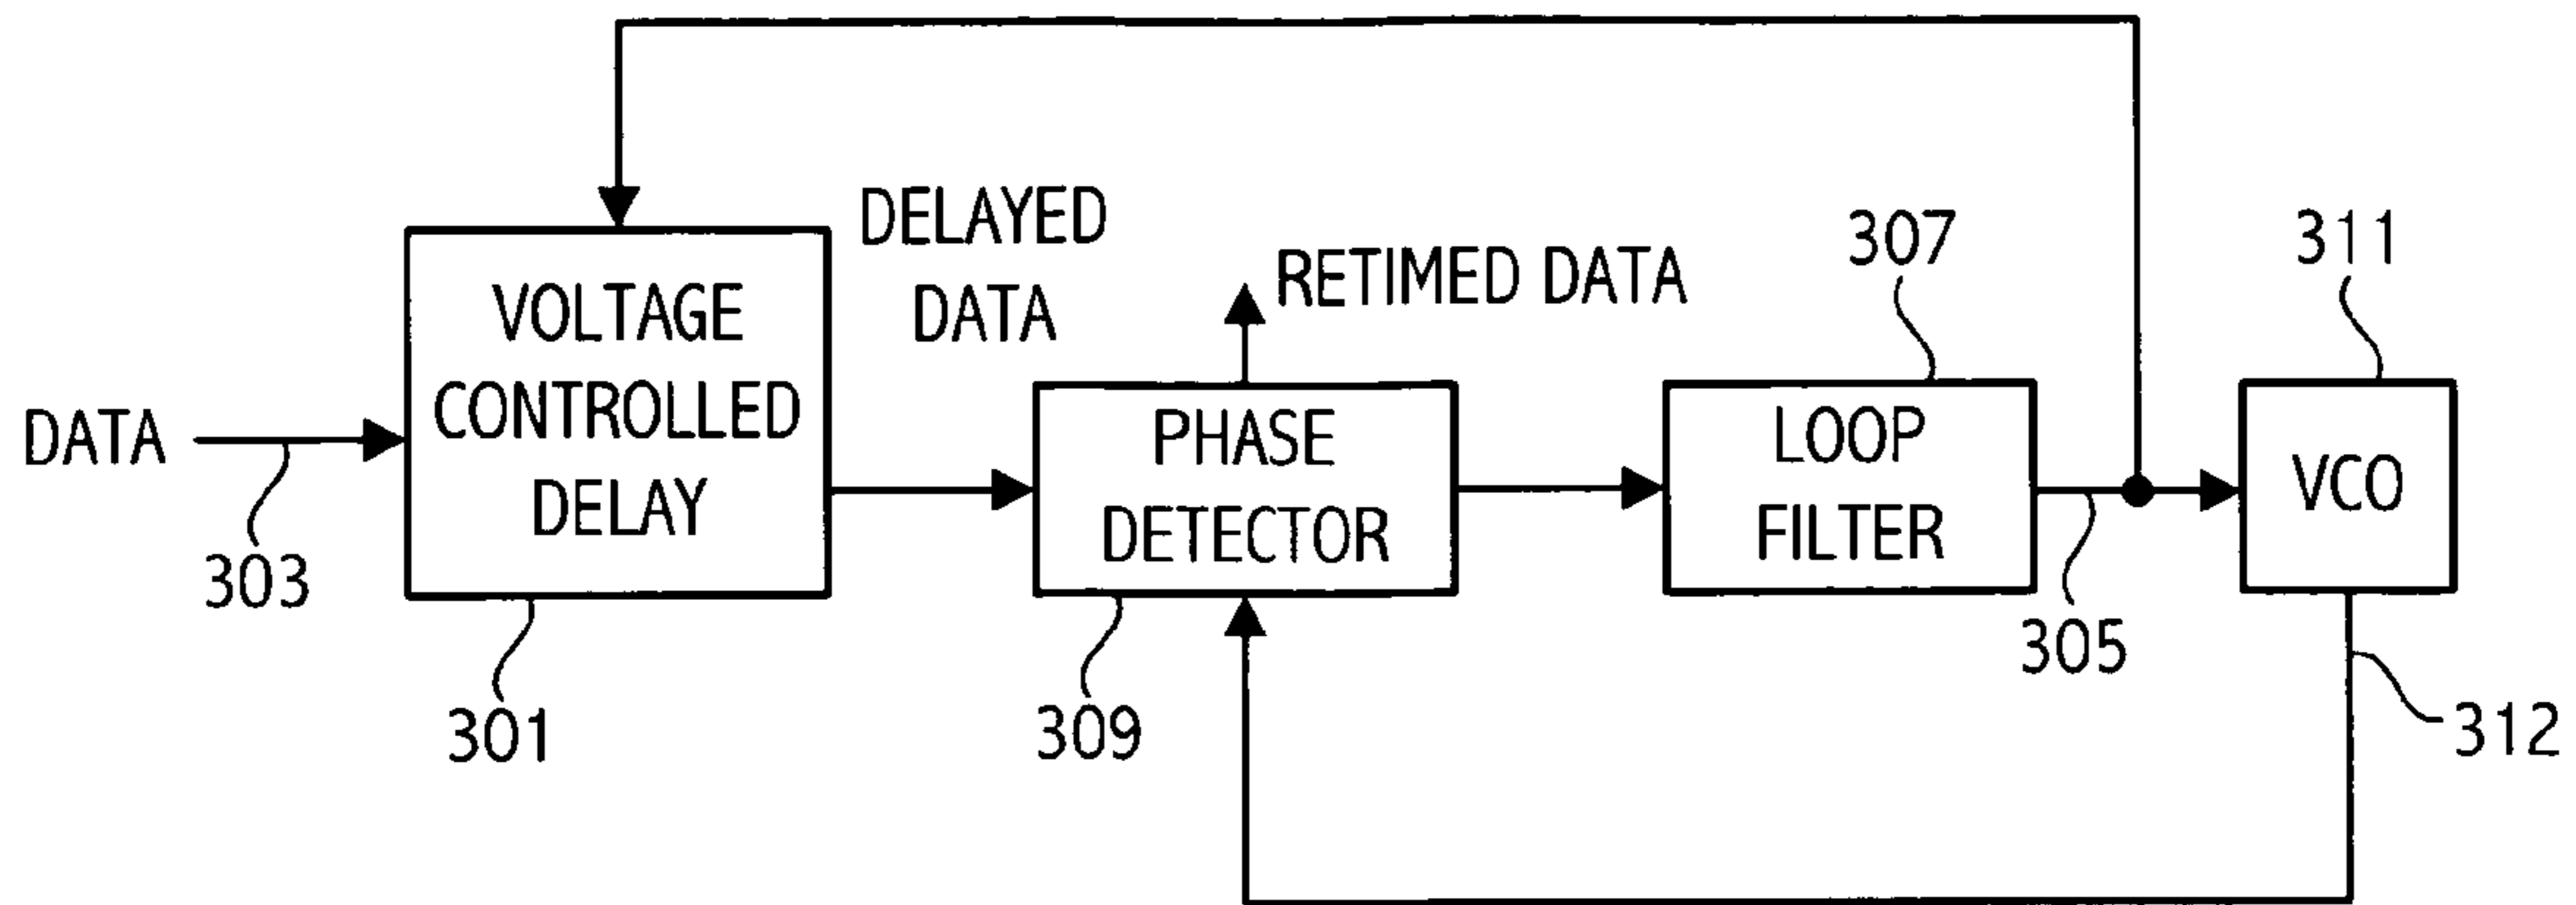 DATA
303
VOLTAGE
CONTROLLED
DELAY
301
DELAYED
DATA
RETIMED DATA
PHASE
DETECTOR
309
307
LOOP
FILTER
305
311
VCO
312